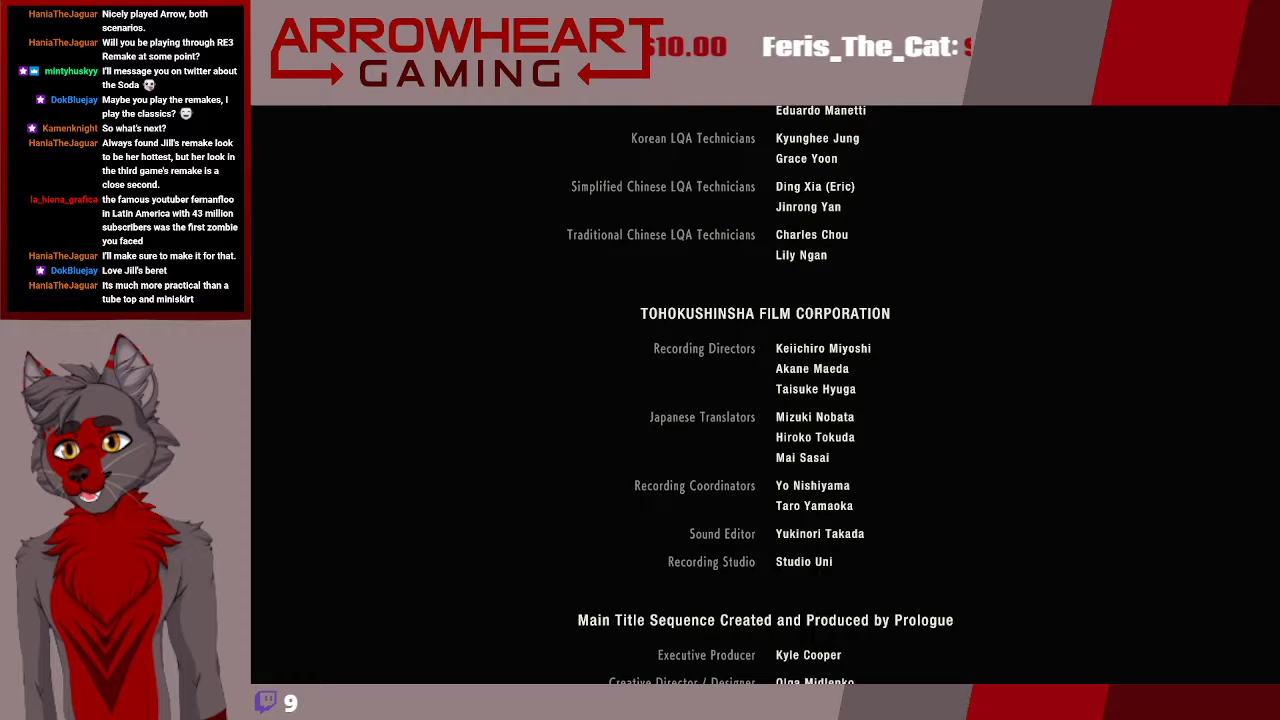 HaniaTheJaguar Nicely played Arrow, both
scenarios.
HaniaTheJaguar Will you be playing through RE3
Remake at some point?
mintyhuskyy I'll message you on twitter about
the Soda
DokBluejay Maybe you play the remakes, I
play the classics?
Kamenknight So what's next?
HaniaTheJaguar Always found Jill's remake look
to be her hottest, but her look in
the third game's remake is a
close second.
la_hiena_grafica the famous youtuber fernanfloo
in Latin America with 43 million
subscribers was the first zombie
you faced
HaniaTheJaguar I'll make sure to make it for that.
DokBluejay Love Jill's beret
HaniaTheJaguar Its much more practical than a
tube top and miniskirt
ARROWHEART
GAMING
$10.00 Feris_The_Cat:
Eduardo Manetti
Korean LQA Technicians Kyunghee Jung
Grace Yoon
Simplified Chinese LQA Technicians Ding Xia (Eric)
Jinrong Yan
Traditional Chinese LQA Technicians Charles Chou
Lily Ngan
TOHOKUSHINSHA FILM CORPORATION
Recording Directors Keiichiro Miyoshi
Akane Maeda
Taisuke Hyuga
Japanese Translators Mizuki Nobata
Hiroko Tokuda
Mai Sasai
Recording Coordinators Yo Nishiyama
Taro Yamaoka
Sound Editor Yukinori Takada
Recording Studio Studio Uni
Main Title Sequence Created and Produced by Prologue
Executive Producer Kyle Cooper
Creative Director / Designer Olga Midlenko
9